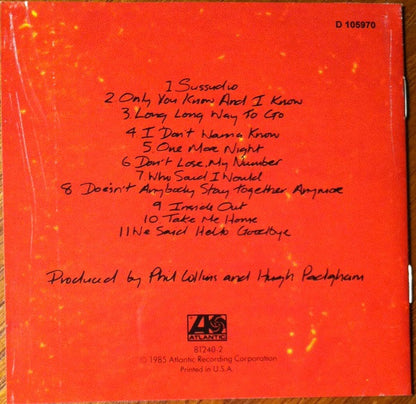 D 105970
1 Sussudio
2 Only You Know And I Know
3 Long Long Way To Go
4 I Don't Wanna Know
5 One More Night
6 Don't Lose My Number
7 Who Said I Would
8 Doesn't Anybody Stay Together Anymore
9 Inside Out
10 Take Me Home
11 We Said Hello Goodbye
Produced by Phil Collins and Hugh Padgham
ATLANTIC
81240-2
© 1985 Atlantic Recording Corporation
Printed in U.S.A.